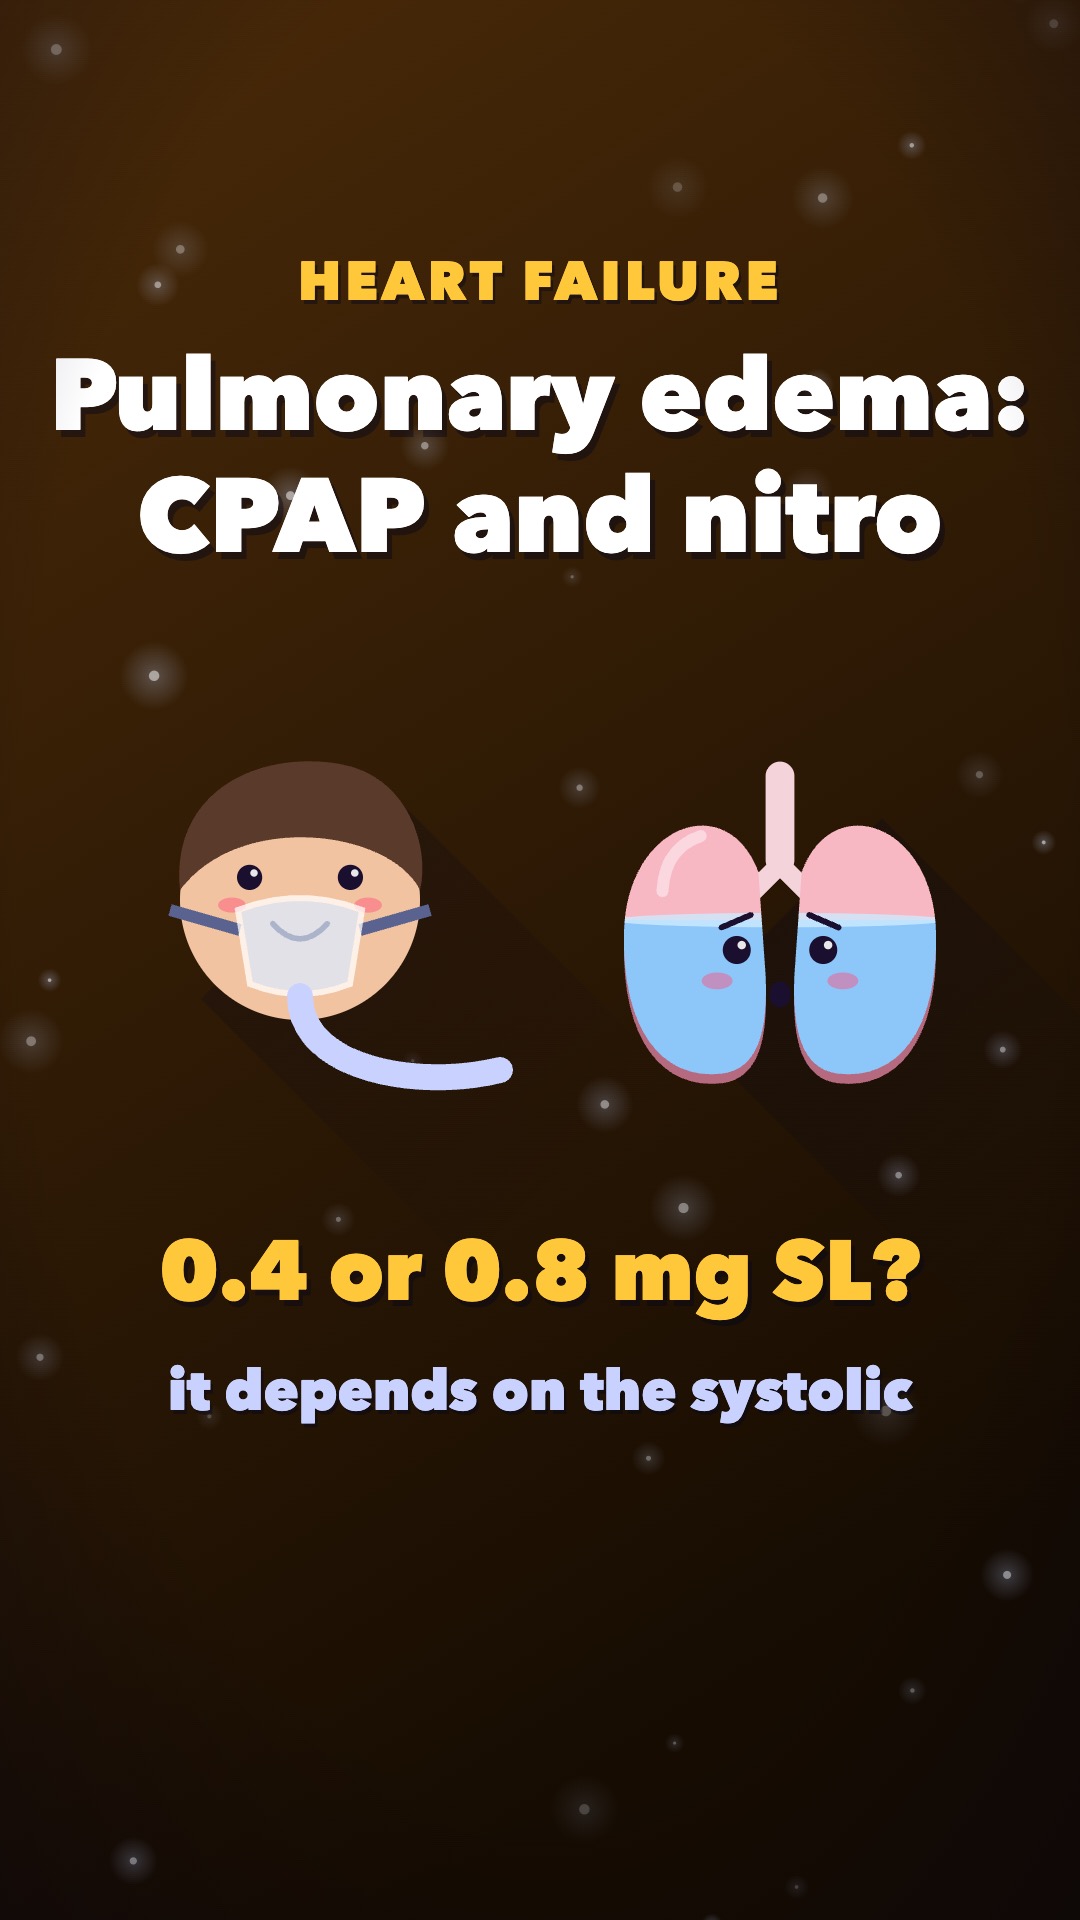 HEART FAILURE
Pulmonary edema:
CPAP and nitro
0.4 or 0.8 mg SL?
it depends on the systolic